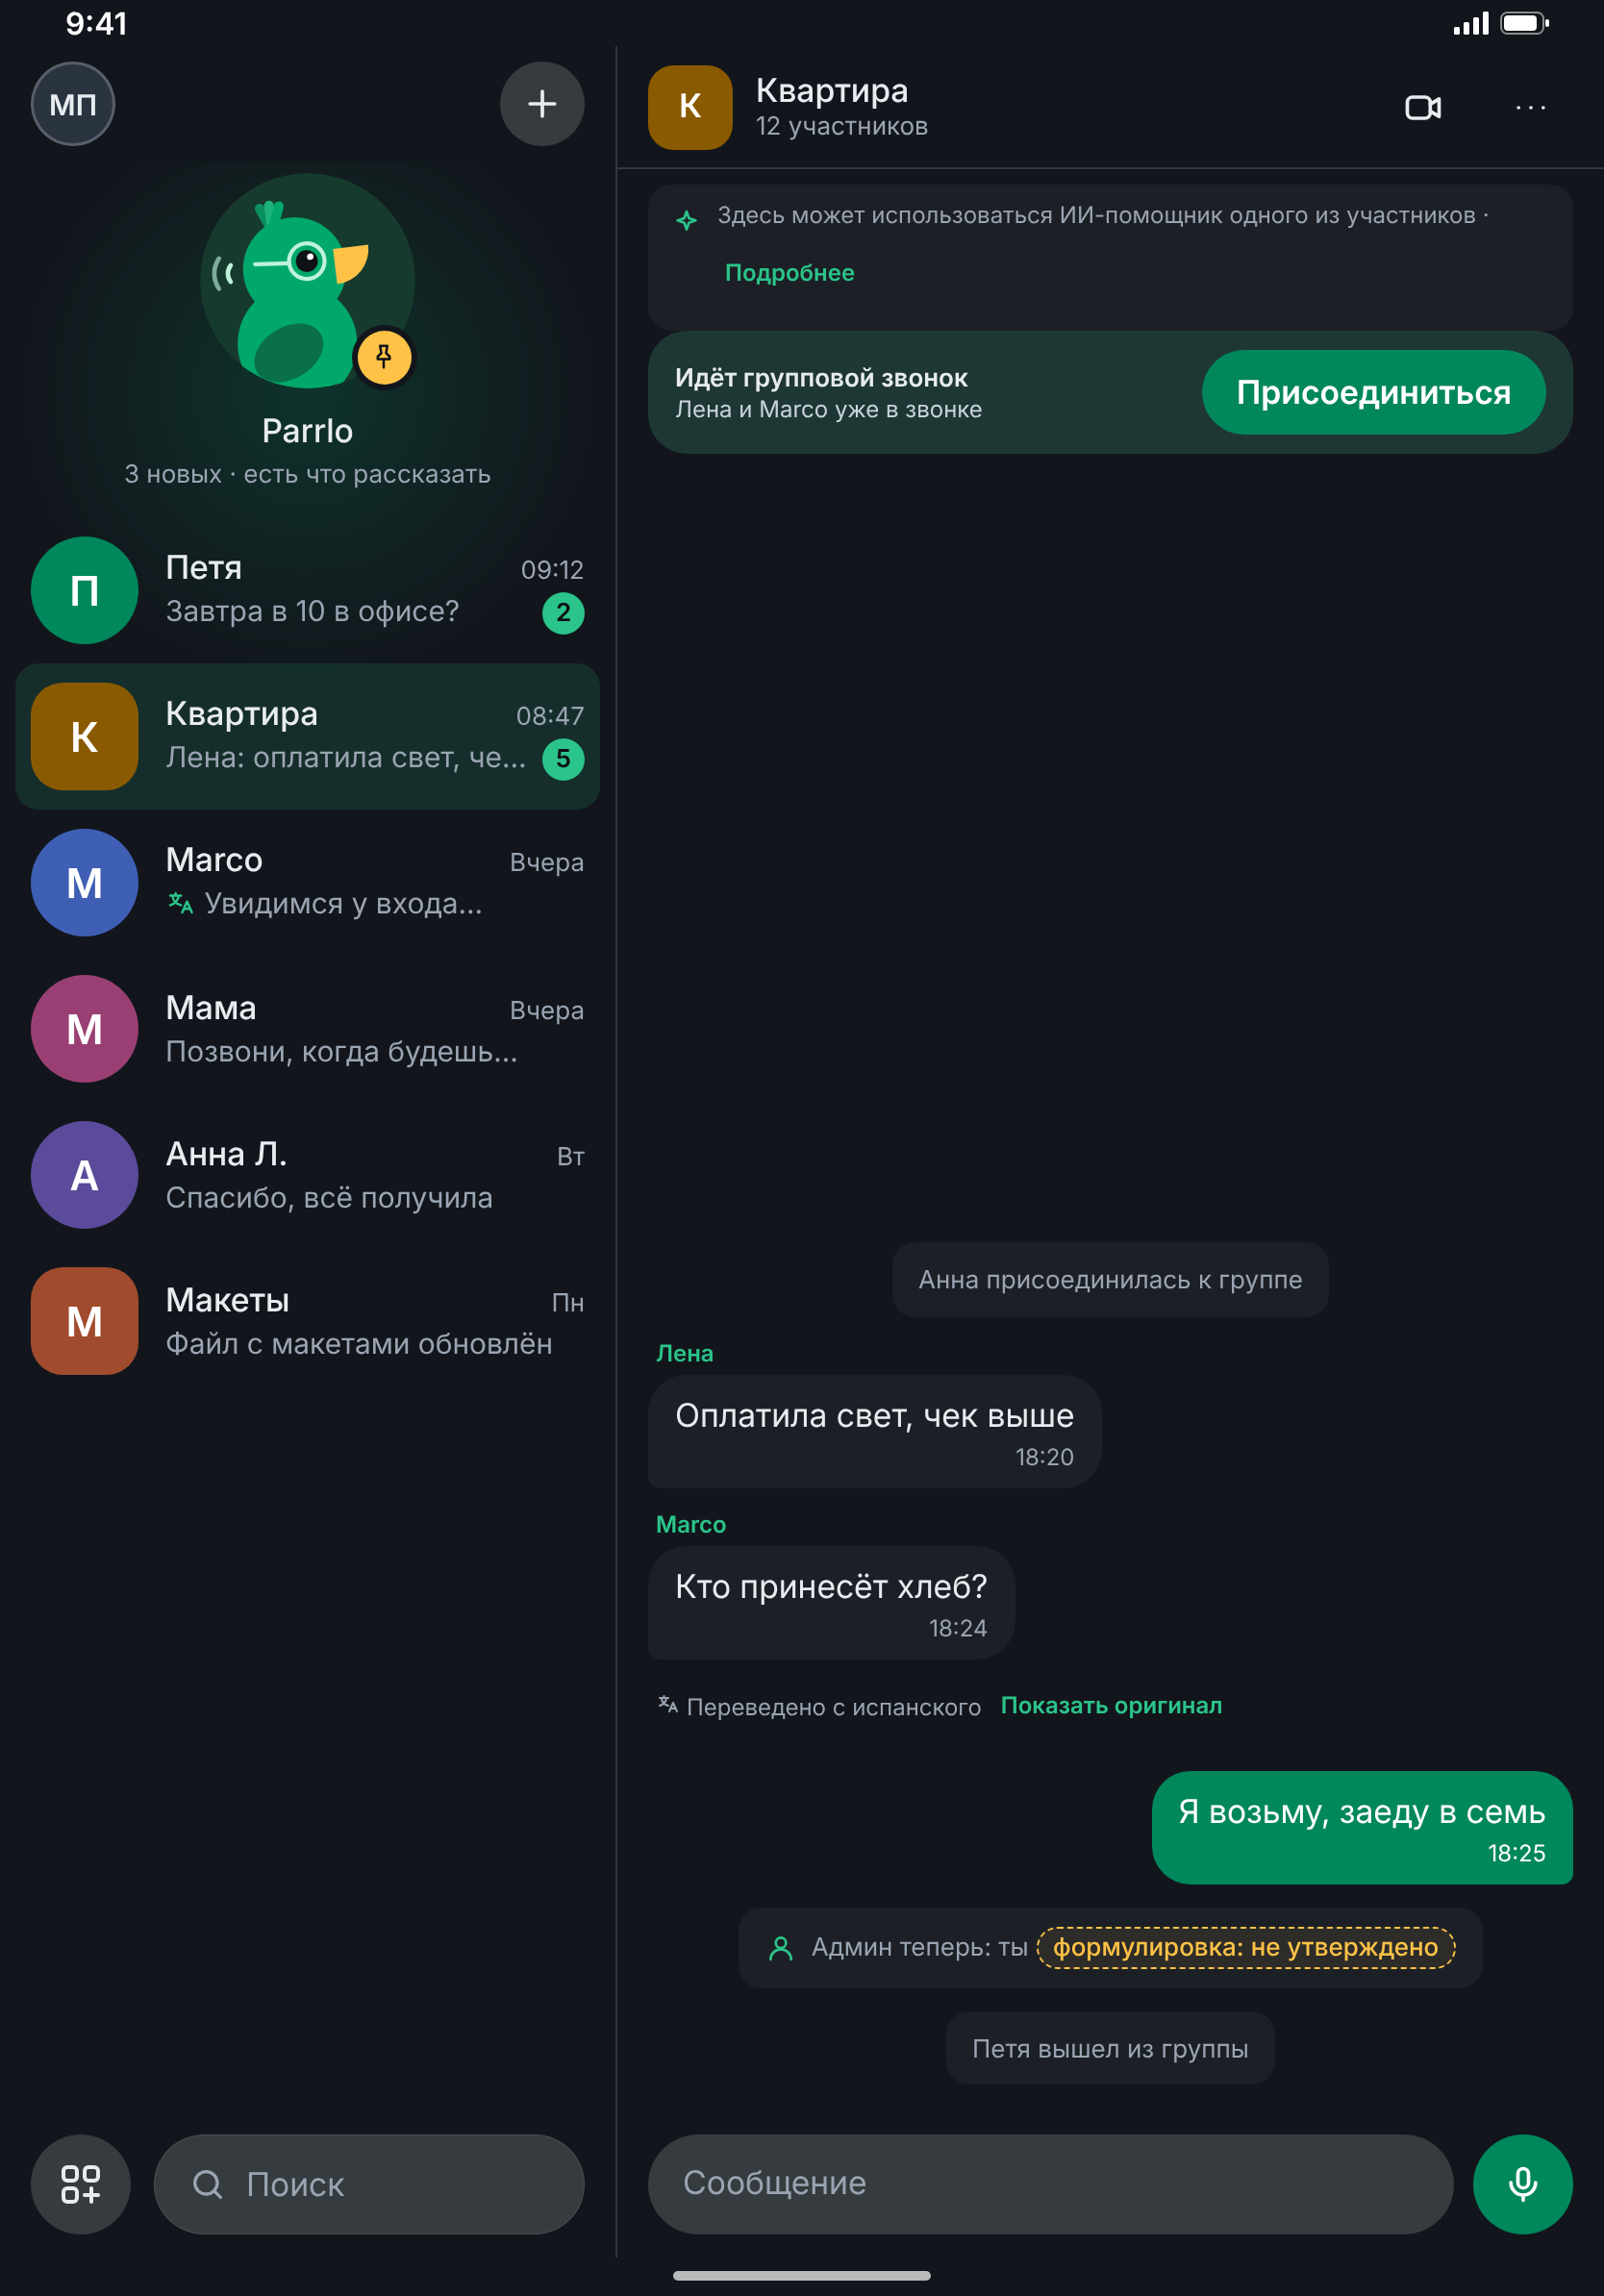 9:41
МП
Parrlo
3 новых · есть что рассказать
П
Петя
09:12
Завтра в 10 в офисе?
2
К
Квартира
08:47
Лена: оплатила свет, че...
5
M
Marco
Вчера
Увидимся у входа...
М
Мама
Вчера
Позвони, когда будешь...
А
Анна Л.
Вт
Спасибо, всё получила
М
Макеты
Пн
Файл с макетами обновлён
Поиск
К
Квартира
12 участников
Здесь может использоваться ИИ-помощник одного из участников ·
Подробнее
Идёт групповой звонок
Лена и Marco уже в звонке
Присоединиться
Анна присоединилась к группе
Лена
Оплатила свет, чек выше
18:20
Marco
Кто принесёт хлеб?
18:24
Переведено с испанского Показать оригинал
Я возьму, заеду в семь
18:25
Админ теперь: ты формулировка: не утверждено
Петя вышел из группы
Сообщение